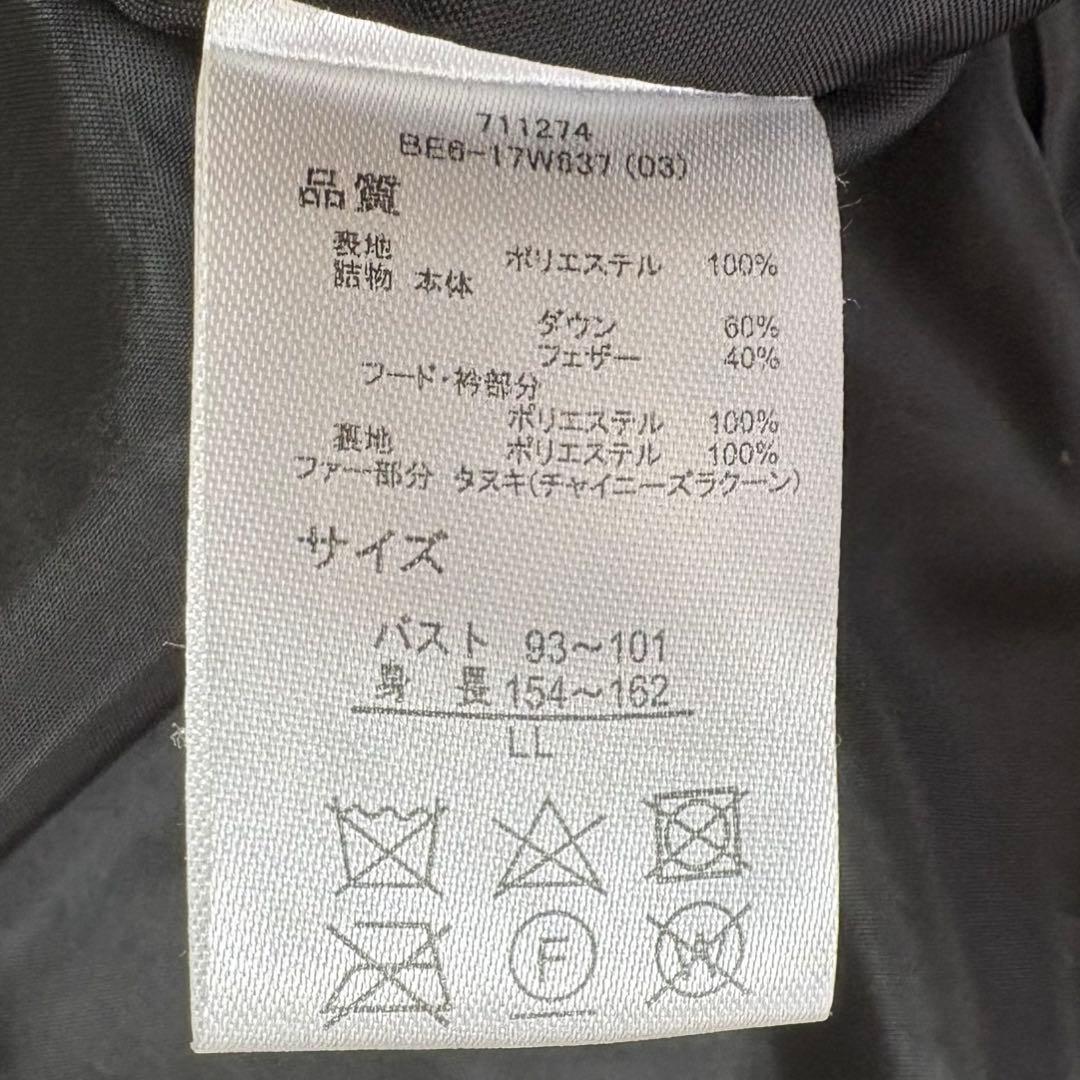 711274
BE6-17W837 (03)
品質
表地 ポリエステル 100%
詰物 本体
ダウン 60%
フェザー 40%
フード・衿部分
ポリエステル 100%
裏地 ポリエステル 100%
ファー部分 タヌキ(チャイニーズラクーン)
サイズ
バスト 93〜101
身 長 154〜162
LL
F
W